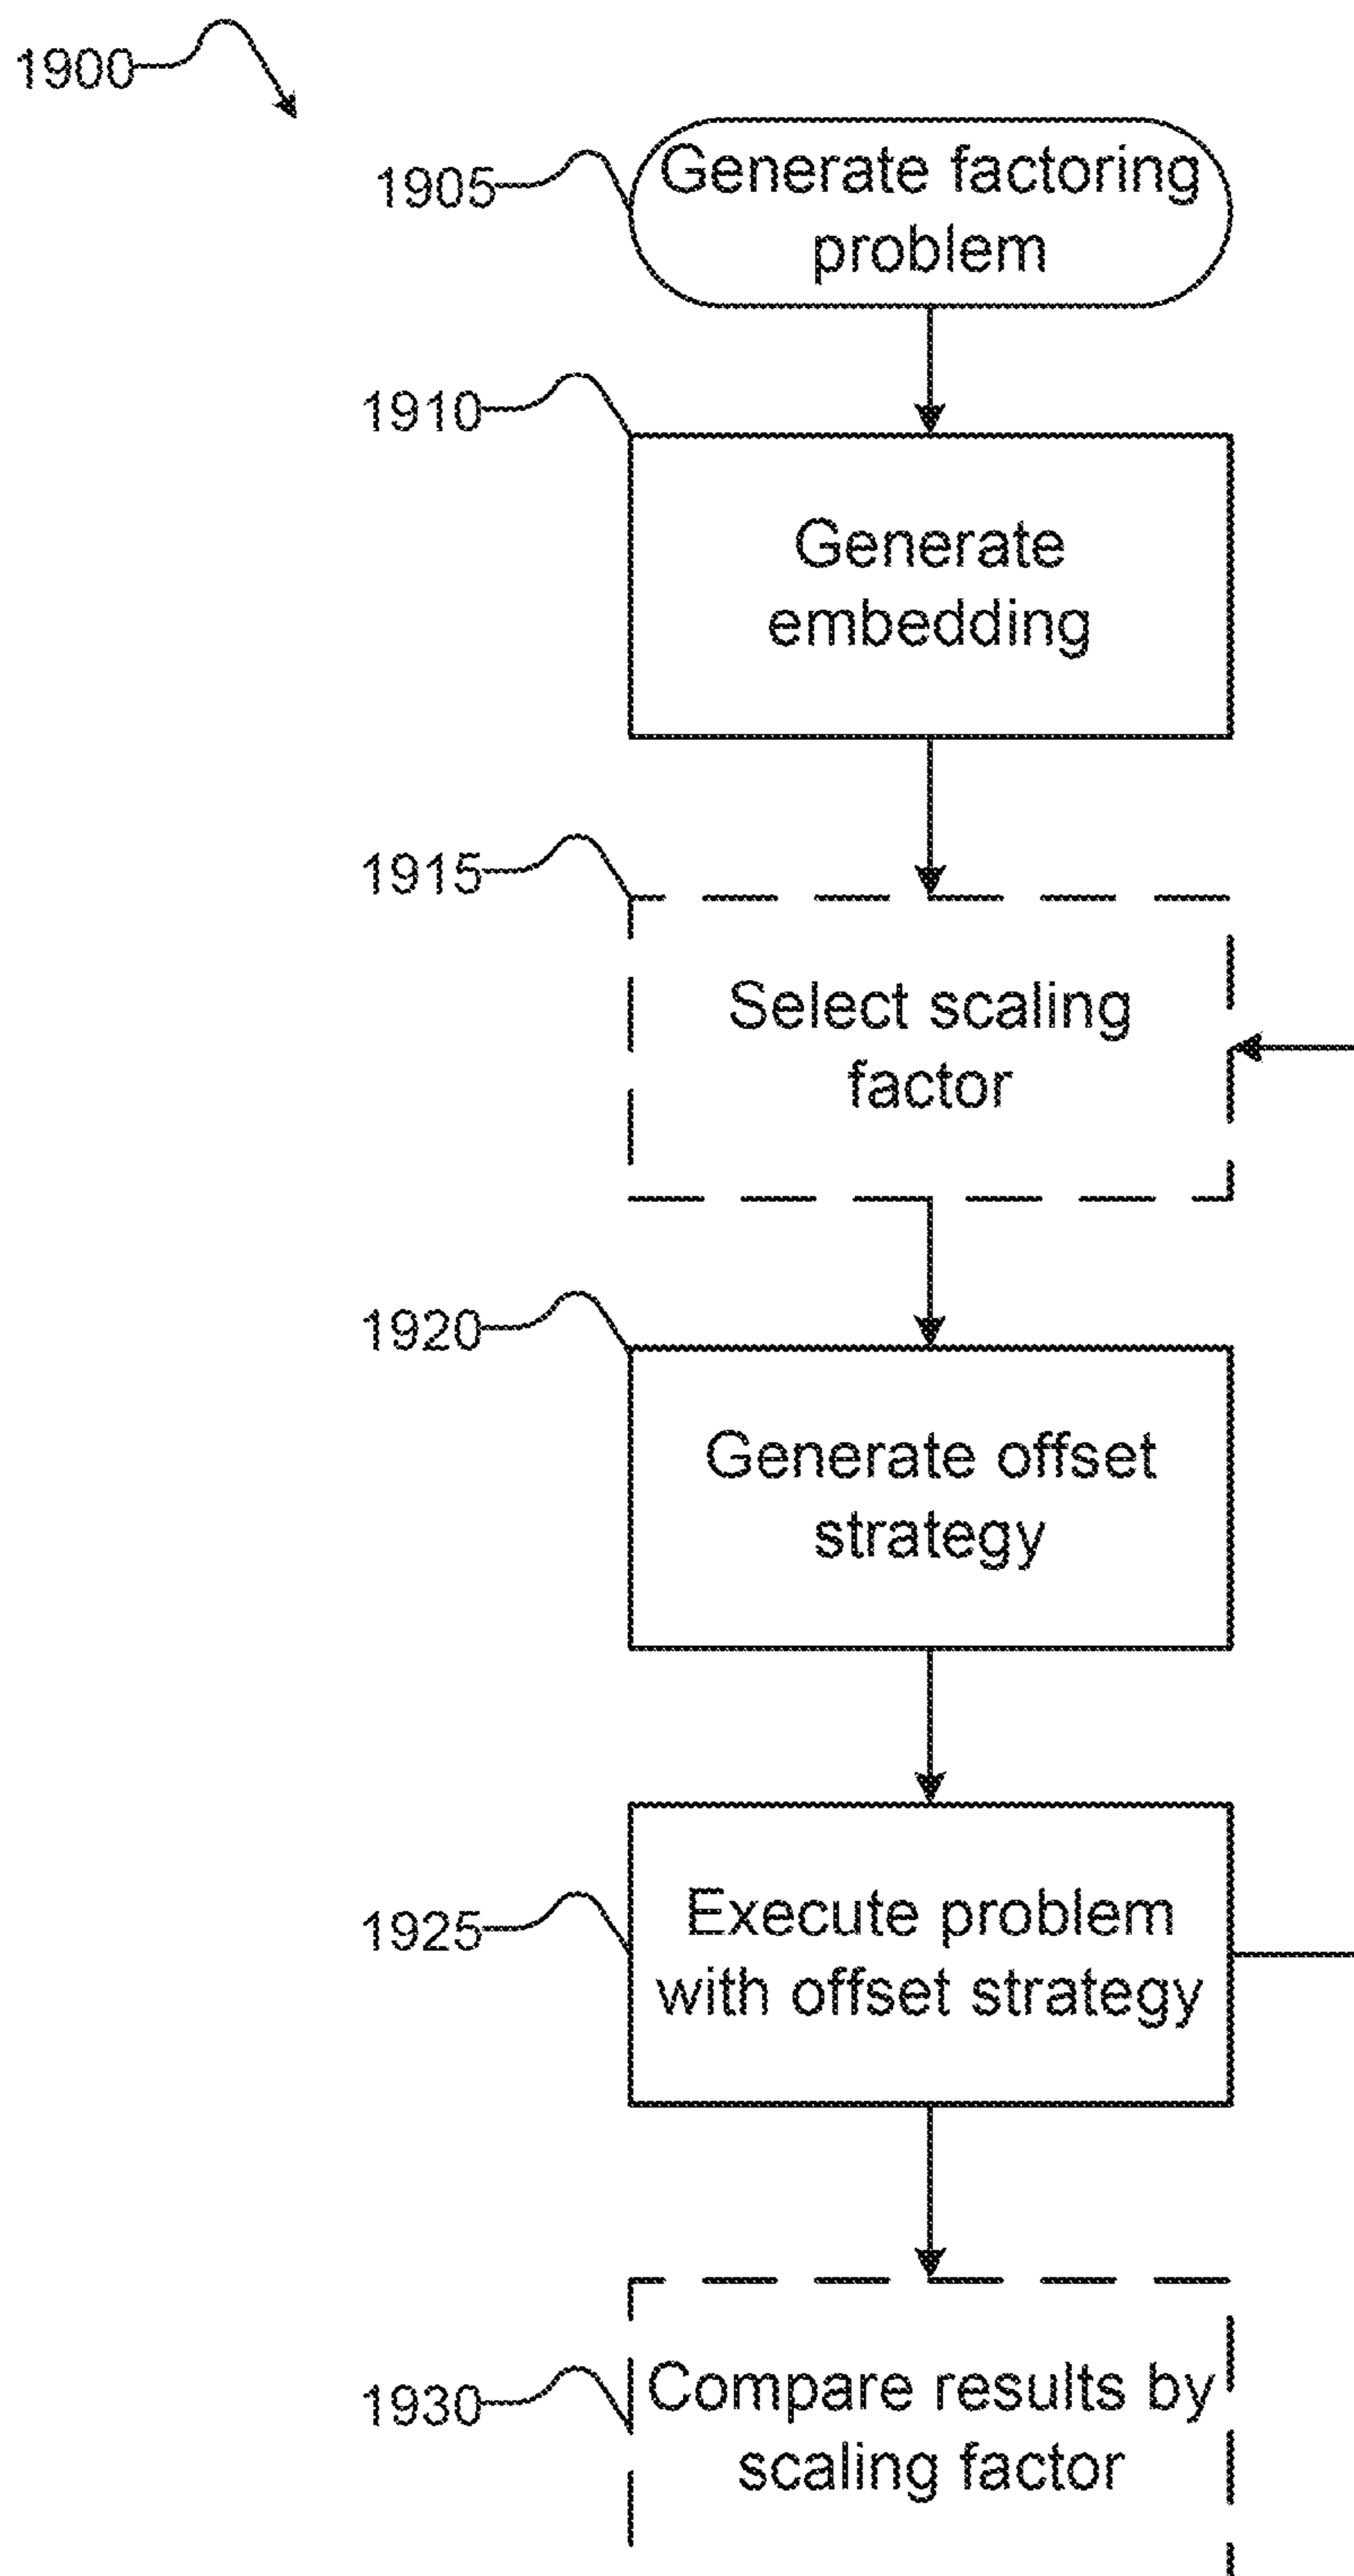 1900
1905
Generate factoring
problem
1910
Generate
embedding
1915
Select scaling
factor
1920
Generate offset
strategy
1925
Execute problem
with offset strategy
1930
Compare results by
scaling factor